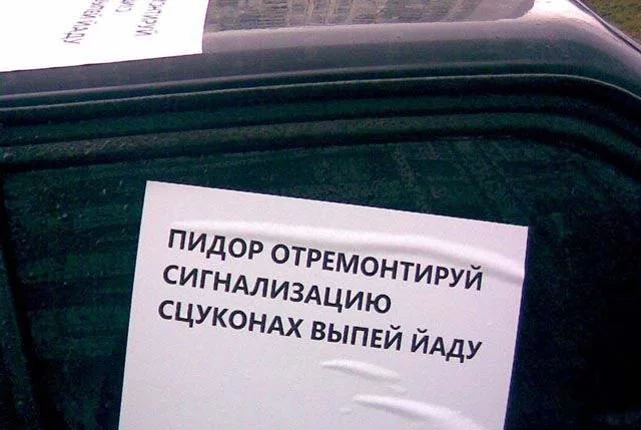 ПИДОР ОТРЕМОНТИРУЙ
СИГНАЛИЗАЦИЮ
СЦУКОНАХ ВЫПЕЙ ЙАДУ